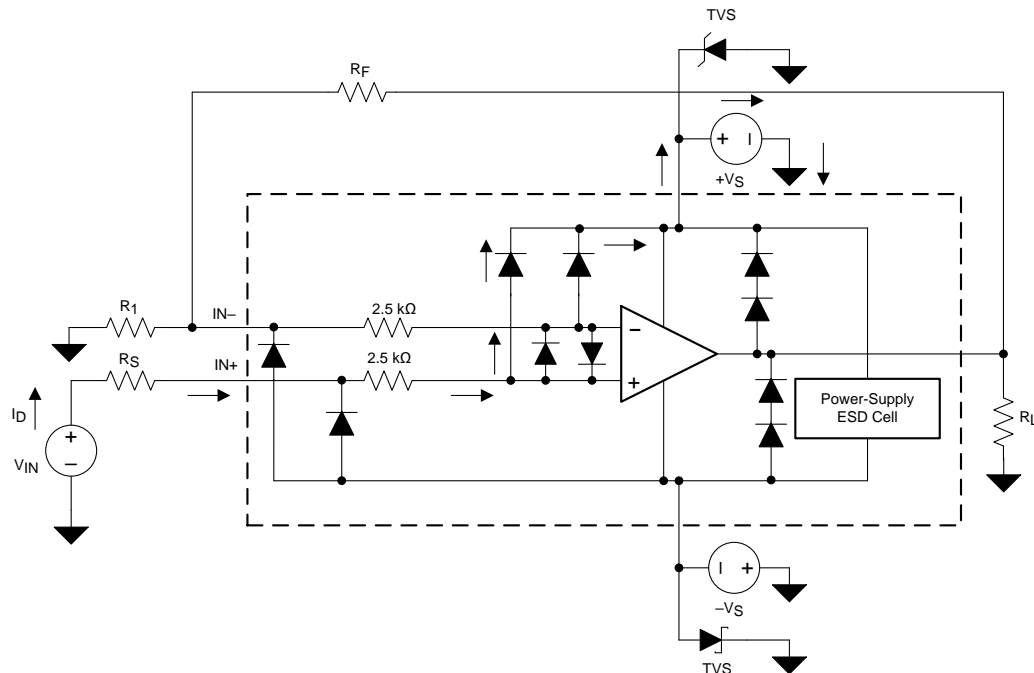 TVS
RF
+ −
+VS
R1
IN−
2.5 kΩ
RS
IN+
2.5 kΩ
−
+
ID
+
−
VIN
Power-Supply
ESD Cell
RL
− +
−VS
TVS